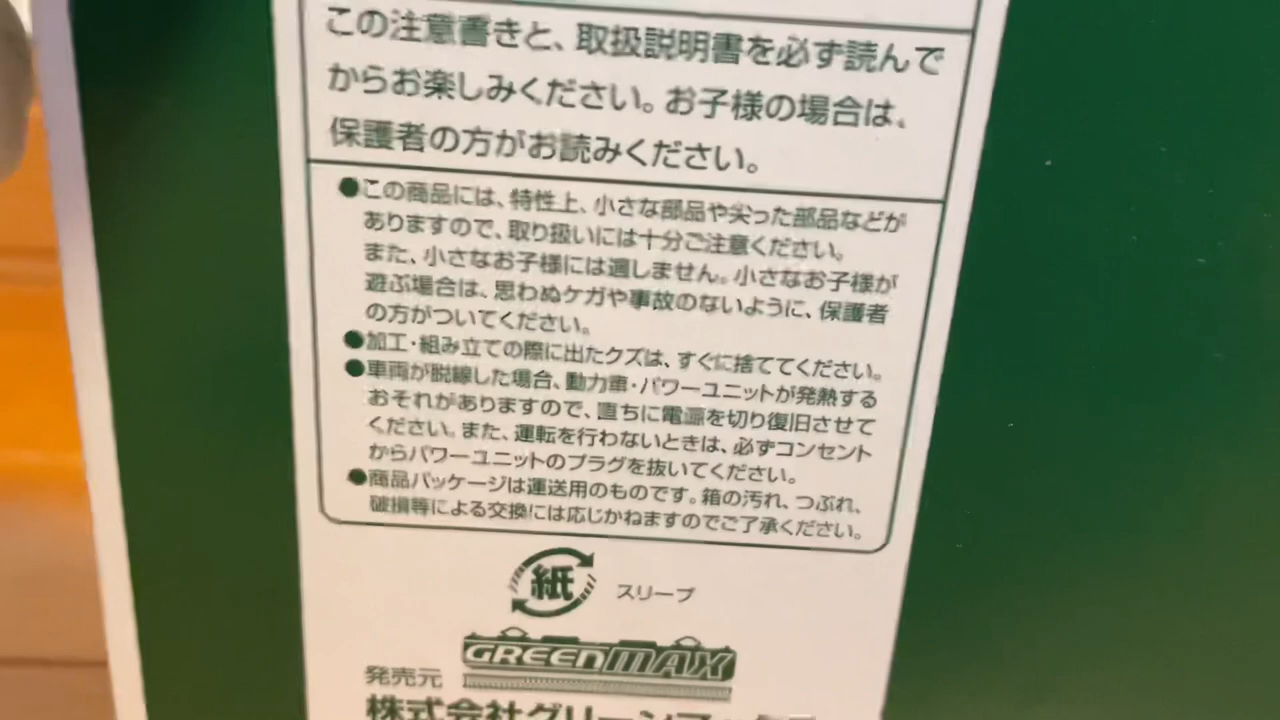 この注意書きと、取扱説明書を必ず読んで
からお楽しみください。お子様の場合は、
保護者の方がお読みください。
●この商品には、特性上、小さな部品や尖った部品などが
ありますので、取り扱いには十分ご注意ください。
また、小さなお子様には適しません。小さなお子様が
遊ぶ場合は、思わぬケガや事故のないように、保護者
の方がついてください。
●加工・組み立ての際に出たクズは、すぐに捨ててください。
●車両が脱線した場合、動力車・パワーユニットが発熱する
おそれがありますので、直ちに電源を切り復旧させて
ください。また、運転を行わないときは、必ずコンセント
からパワーユニットのプラグを抜いてください。
●商品パッケージは運送用のものです。箱の汚れ、つぶれ、
破損等による交換には応じかねますのでご了承ください。
紙 スリーブ
GREENMAX
発売元
株式会社グリーンマックス